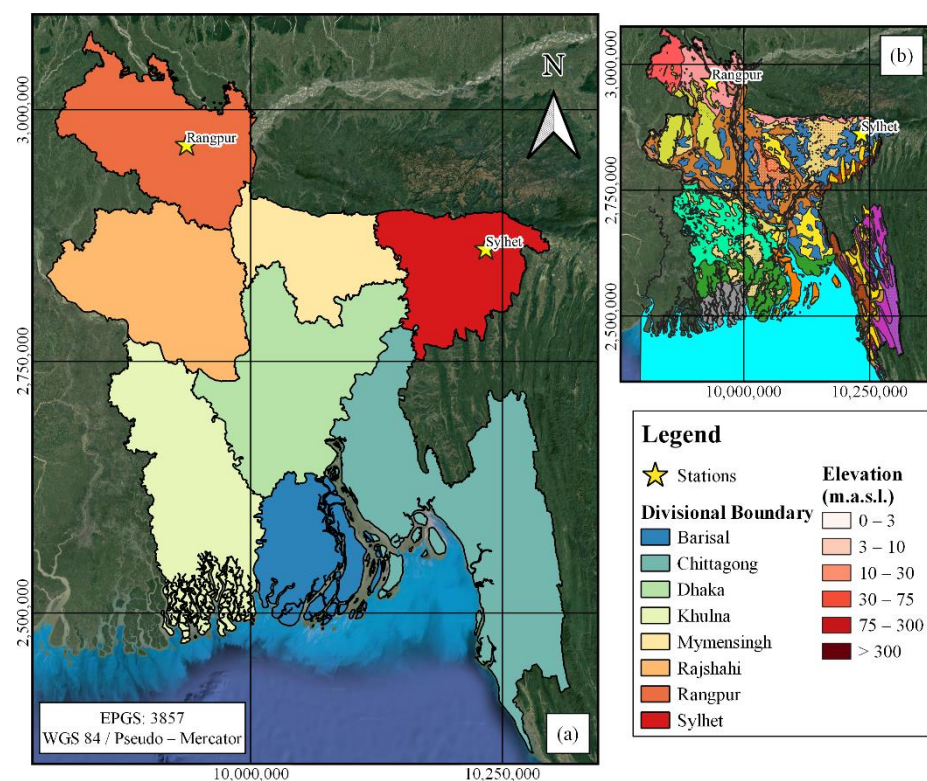 3,000,000
2,750,000
2,500,000
Rangpur
Sylhet
N
EPGS: 3857
WGS 84 / Pseudo – Mercator
(a)
10,000,000
10,250,000
(b)
3,000,000
2,750,000
2,500,000
Rangpur
Sylhet
10,000,000
10,250,000
Legend
Stations
Divisional Boundary
Barisal
Chittagong
Dhaka
Khulna
Mymensingh
Rajshahi
Rangpur
Sylhet
Elevation
(m.a.s.l.)
0 – 3
3 – 10
10 – 30
30 – 75
75 – 300
> 300